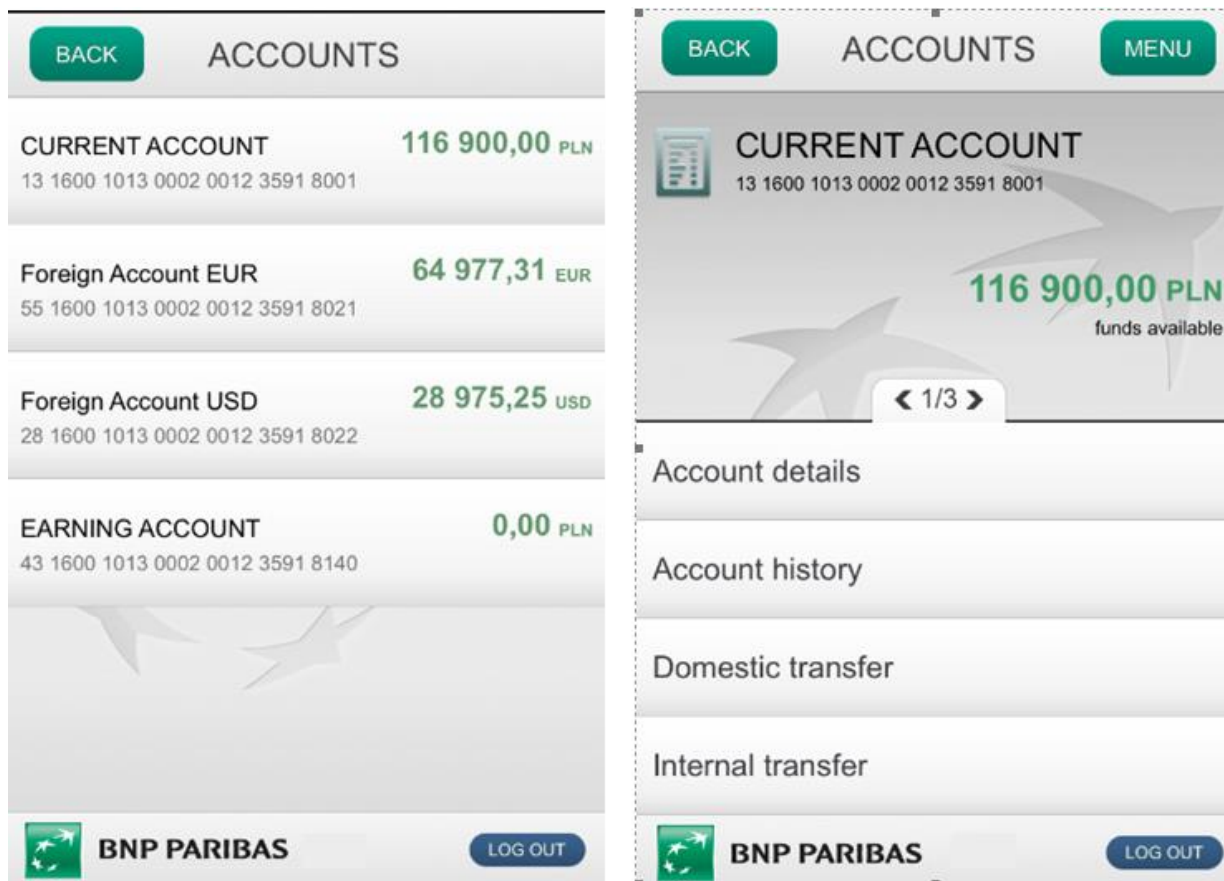 BACK
ACCOUNTS
CURRENT ACCOUNT 116 900,00 PLN
13 1600 1013 0002 0012 3591 8001
Foreign Account EUR 64 977,31 EUR
55 1600 1013 0002 0012 3591 8021
Foreign Account USD 28 975,25 USD
28 1600 1013 0002 0012 3591 8022
EARNING ACCOUNT 0,00 PLN
43 1600 1013 0002 0012 3591 8140
BNP PARIBAS
LOG OUT
BACK
ACCOUNTS
MENU
CURRENT ACCOUNT
13 1600 1013 0002 0012 3591 8001
116 900,00 PLN
funds available
1/3
Account details
Account history
Domestic transfer
Internal transfer
BNP PARIBAS
LOG OUT